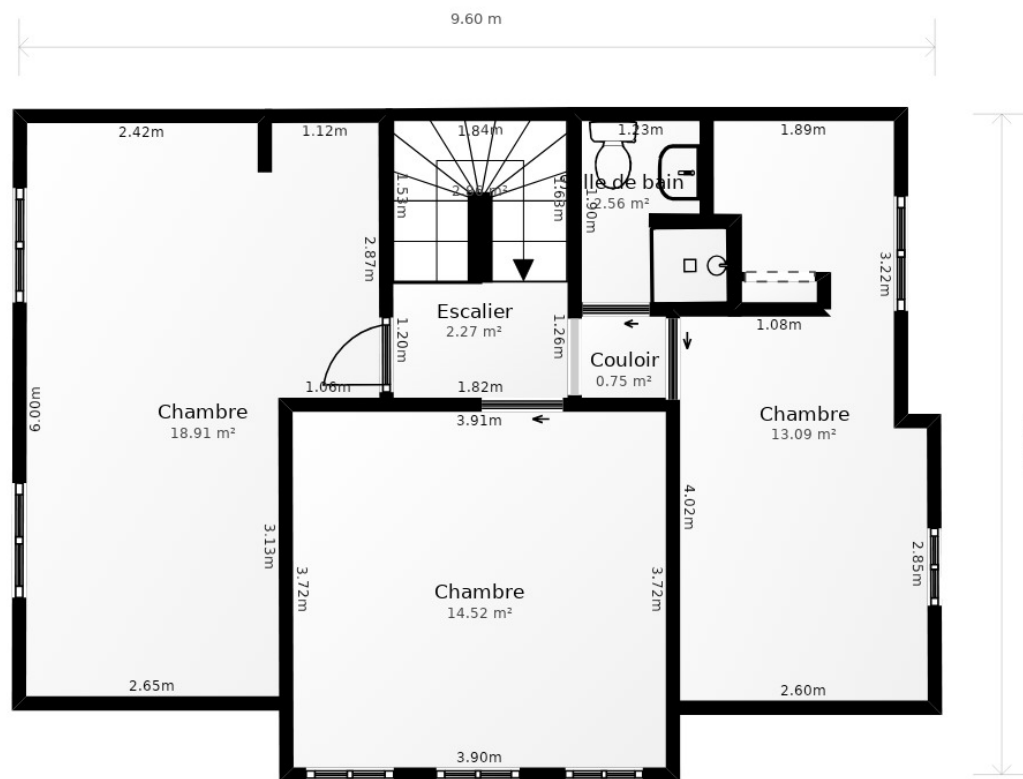 9.60 m
2.42m
1.12m
1.84m
1.23m
1.89m
1.53m
1.63m
1.90m
lle de bain
2.56 m²
2.87m
3.22m
Escalier
2.27 m²
1.20m
1.26m
1.08m
Couloir
0.75 m²
1.06m
1.82m
6.00m
Chambre
18.91 m²
3.91m
Chambre
13.09 m²
4.02m
3.13m
3.72m
3.72m
2.85m
Chambre
14.52 m²
2.65m
2.60m
3.90m